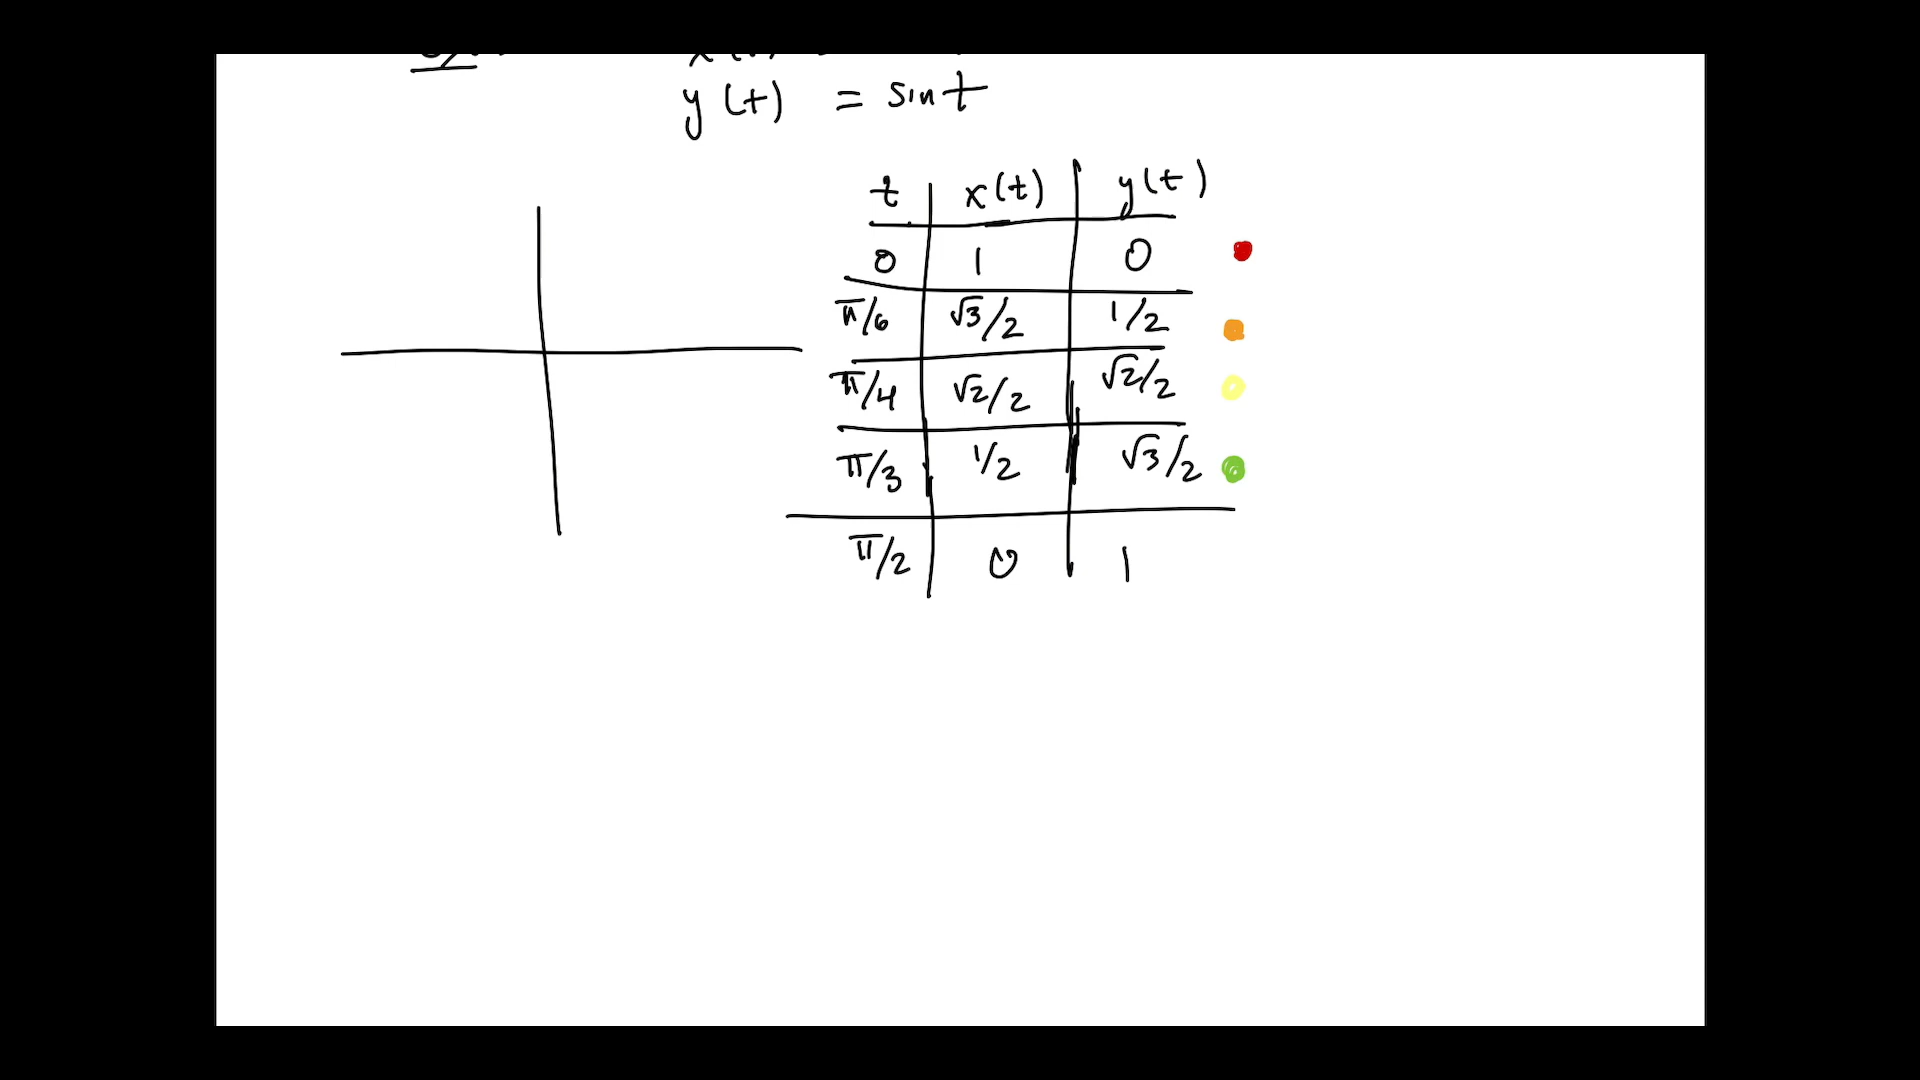 y(t) = sin t
t x(t) y(t)
0 1 0
π/6 √3/2 1/2
π/4 √2/2 √2/2
π/3 1/2 √3/2
π/2 0 1